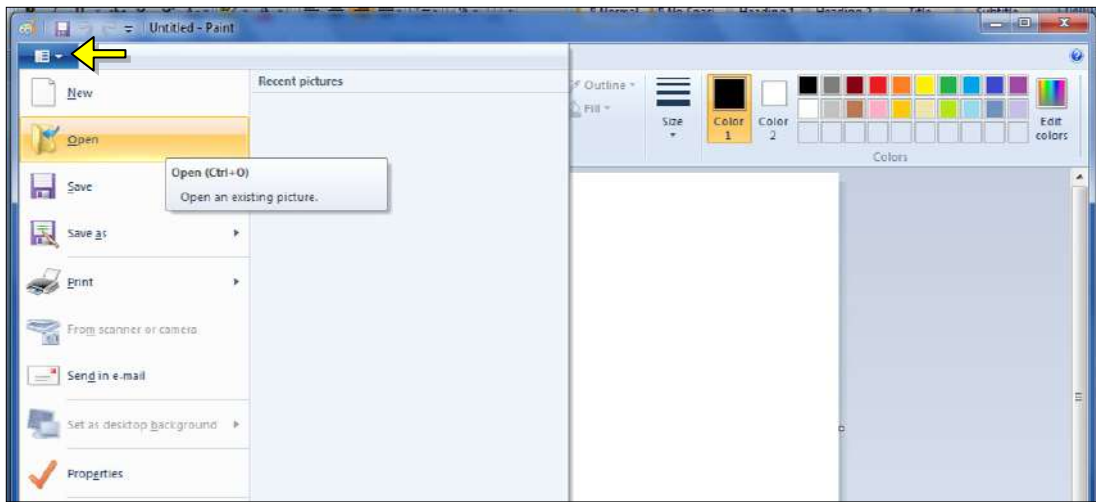 Untitled - Paint
Recent pictures
New
Open
Open (Ctrl+O)
Open an existing picture.
Save
Save as
Print
From scanner or camera
Send in e-mail
Set as desktop background
Properties
Outline
Fill
Size
Color
1
Color
2
Edit
colors
Colors